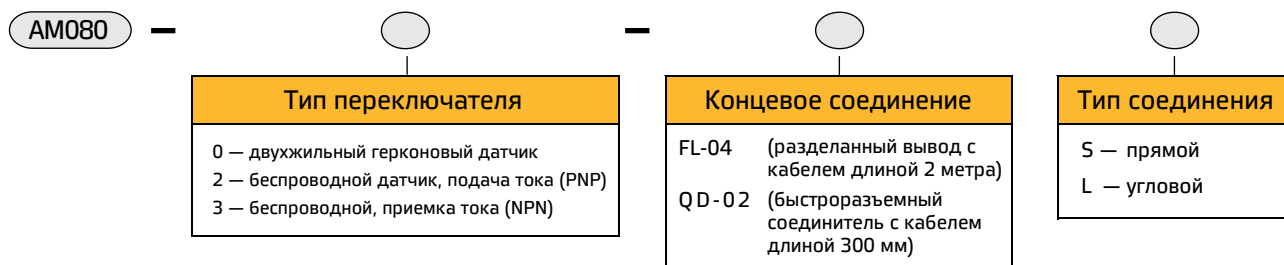 AM080 – –
Тип переключателя
0 — двухжильный герконовый датчик
2 — беспроводной датчик, подача тока (PNP)
3 — беспроводной, приемка тока (NPN)
Концевое соединение
FL-04 (разделанный вывод с
кабелем длиной 2 метра)
QD-02 (быстроразъемный
соединитель с кабелем
длиной 300 мм)
Тип соединения
S — прямой
L — угловой